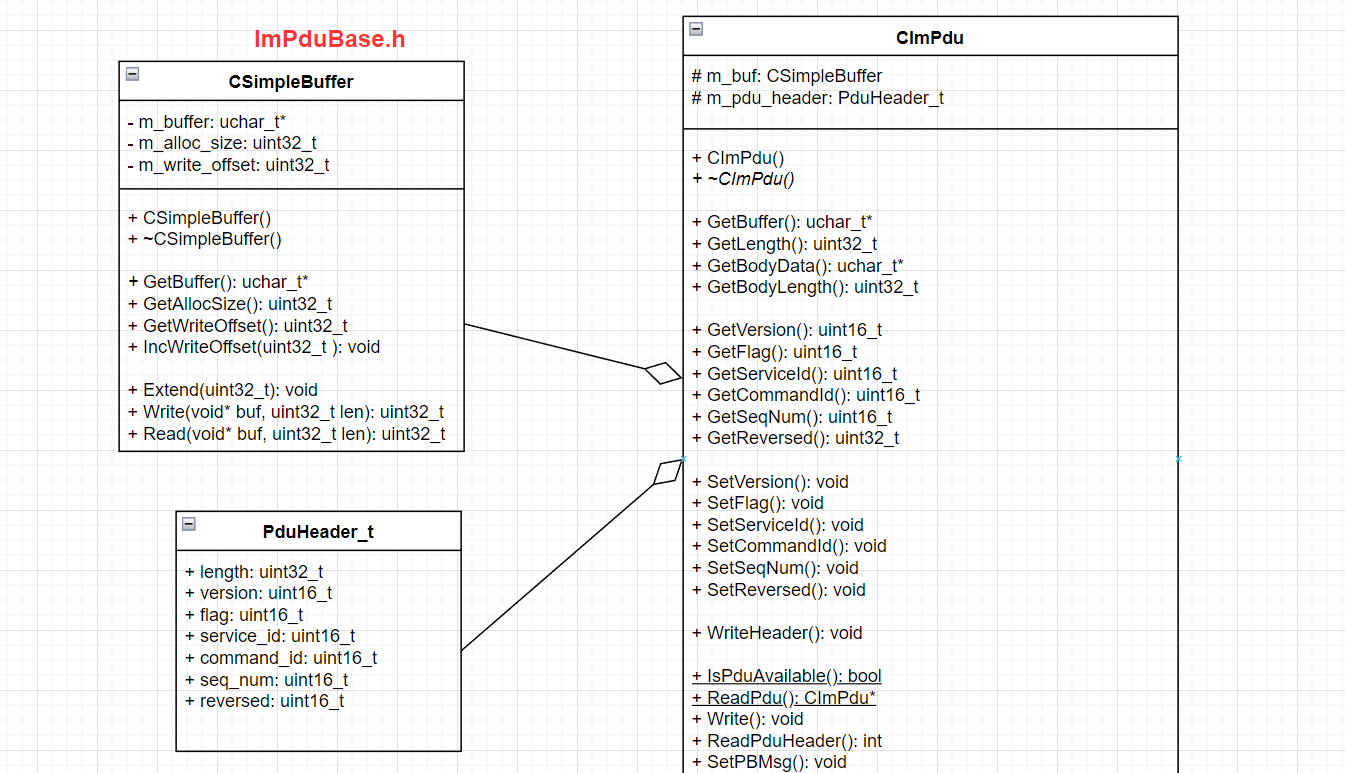 ImPduBase.h
CSimpleBuffer
- m_buffer: uchar_t*
- m_alloc_size: uint32_t
- m_write_offset: uint32_t
+ CSimpleBuffer()
+ ~CSimpleBuffer()
+ GetBuffer(): uchar_t*
+ GetAllocSize(): uint32_t
+ GetWriteOffset(): uint32_t
+ IncWriteOffset(uint32_t ): void
+ Extend(uint32_t): void
+ Write(void* buf, uint32_t len): uint32_t
+ Read(void* buf, uint32_t len): uint32_t
PduHeader_t
+ length: uint32_t
+ version: uint16_t
+ flag: uint16_t
+ service_id: uint16_t
+ command_id: uint16_t
+ seq_num: uint16_t
+ reversed: uint16_t
CImPdu
# m_buf: CSimpleBuffer
# m_pdu_header: PduHeader_t
+ CImPdu()
+ ~CImPdu()
+ GetBuffer(): uchar_t*
+ GetLength(): uint32_t
+ GetBodyData(): uchar_t*
+ GetBodyLength(): uint32_t
+ GetVersion(): uint16_t
+ GetFlag(): uint16_t
+ GetServiceId(): uint16_t
+ GetCommandId(): uint16_t
+ GetSeqNum(): uint16_t
+ GetReversed(): uint32_t
+ SetVersion(): void
+ SetFlag(): void
+ SetServiceId(): void
+ SetCommandId(): void
+ SetSeqNum(): void
+ SetReversed(): void
+ WriteHeader(): void
+ IsPduAvailable(): bool
+ ReadPdu(): CImPdu*
+ Write(): void
+ ReadPduHeader(): int
+ SetPBMsg(): void